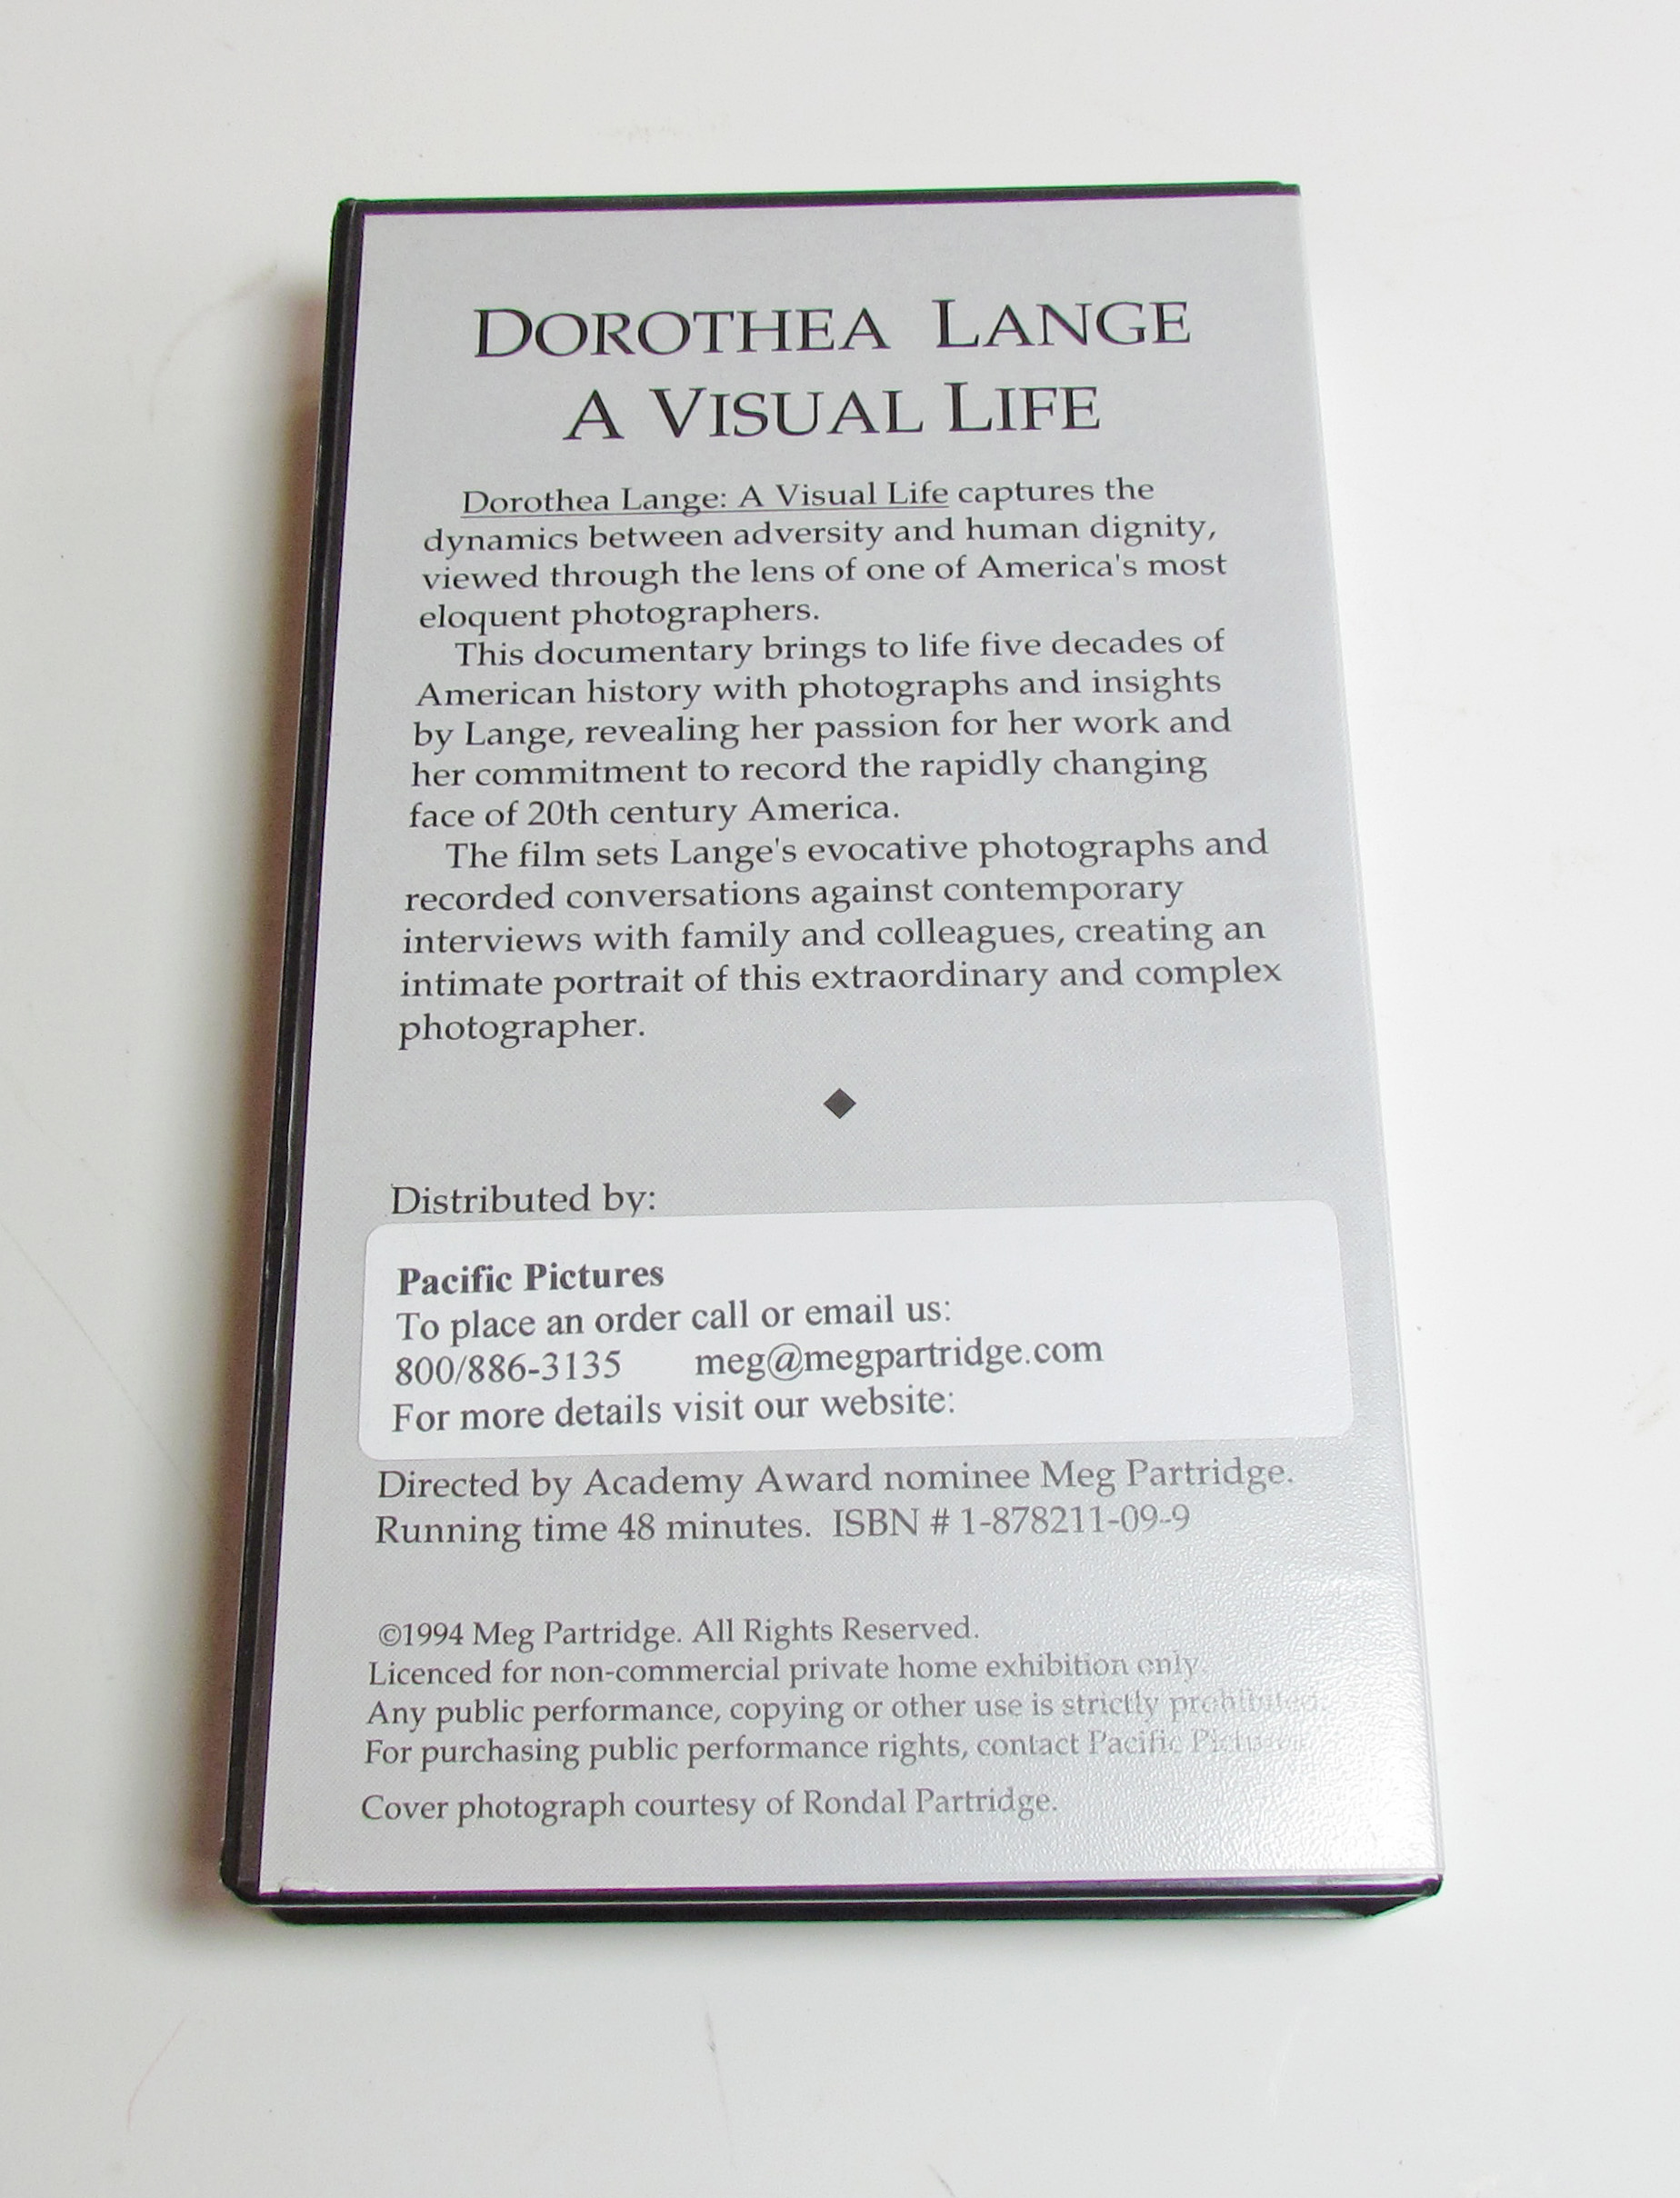 DOROTHEA LANGE
A VISUAL LIFE
Dorothea Lange: A Visual Life captures the
dynamics between adversity and human dignity,
viewed through the lens of one of America's most
eloquent photographers.
This documentary brings to life five decades of
American history with photographs and insights
by Lange, revealing her passion for her work and
her commitment to record the rapidly changing
face of 20th century America.
The film sets Lange's evocative photographs and
recorded conversations against contemporary
interviews with family and colleagues, creating an
intimate portrait of this extraordinary and complex
photographer.
Distributed by:
Pacific Pictures
To place an order call or email us:
800/886-3135 meg@megpartridge.com
For more details visit our website:
Directed by Academy Award nominee Meg Partridge.
Running time 48 minutes. ISBN # 1-878211-09-9
©1994 Meg Partridge. All Rights Reserved.
Licenced for non-commercial private home exhibition only.
Any public performance, copying or other use is strictly prohibited.
For purchasing public performance rights, contact Pacific Pictures.
Cover photograph courtesy of Rondal Partridge.